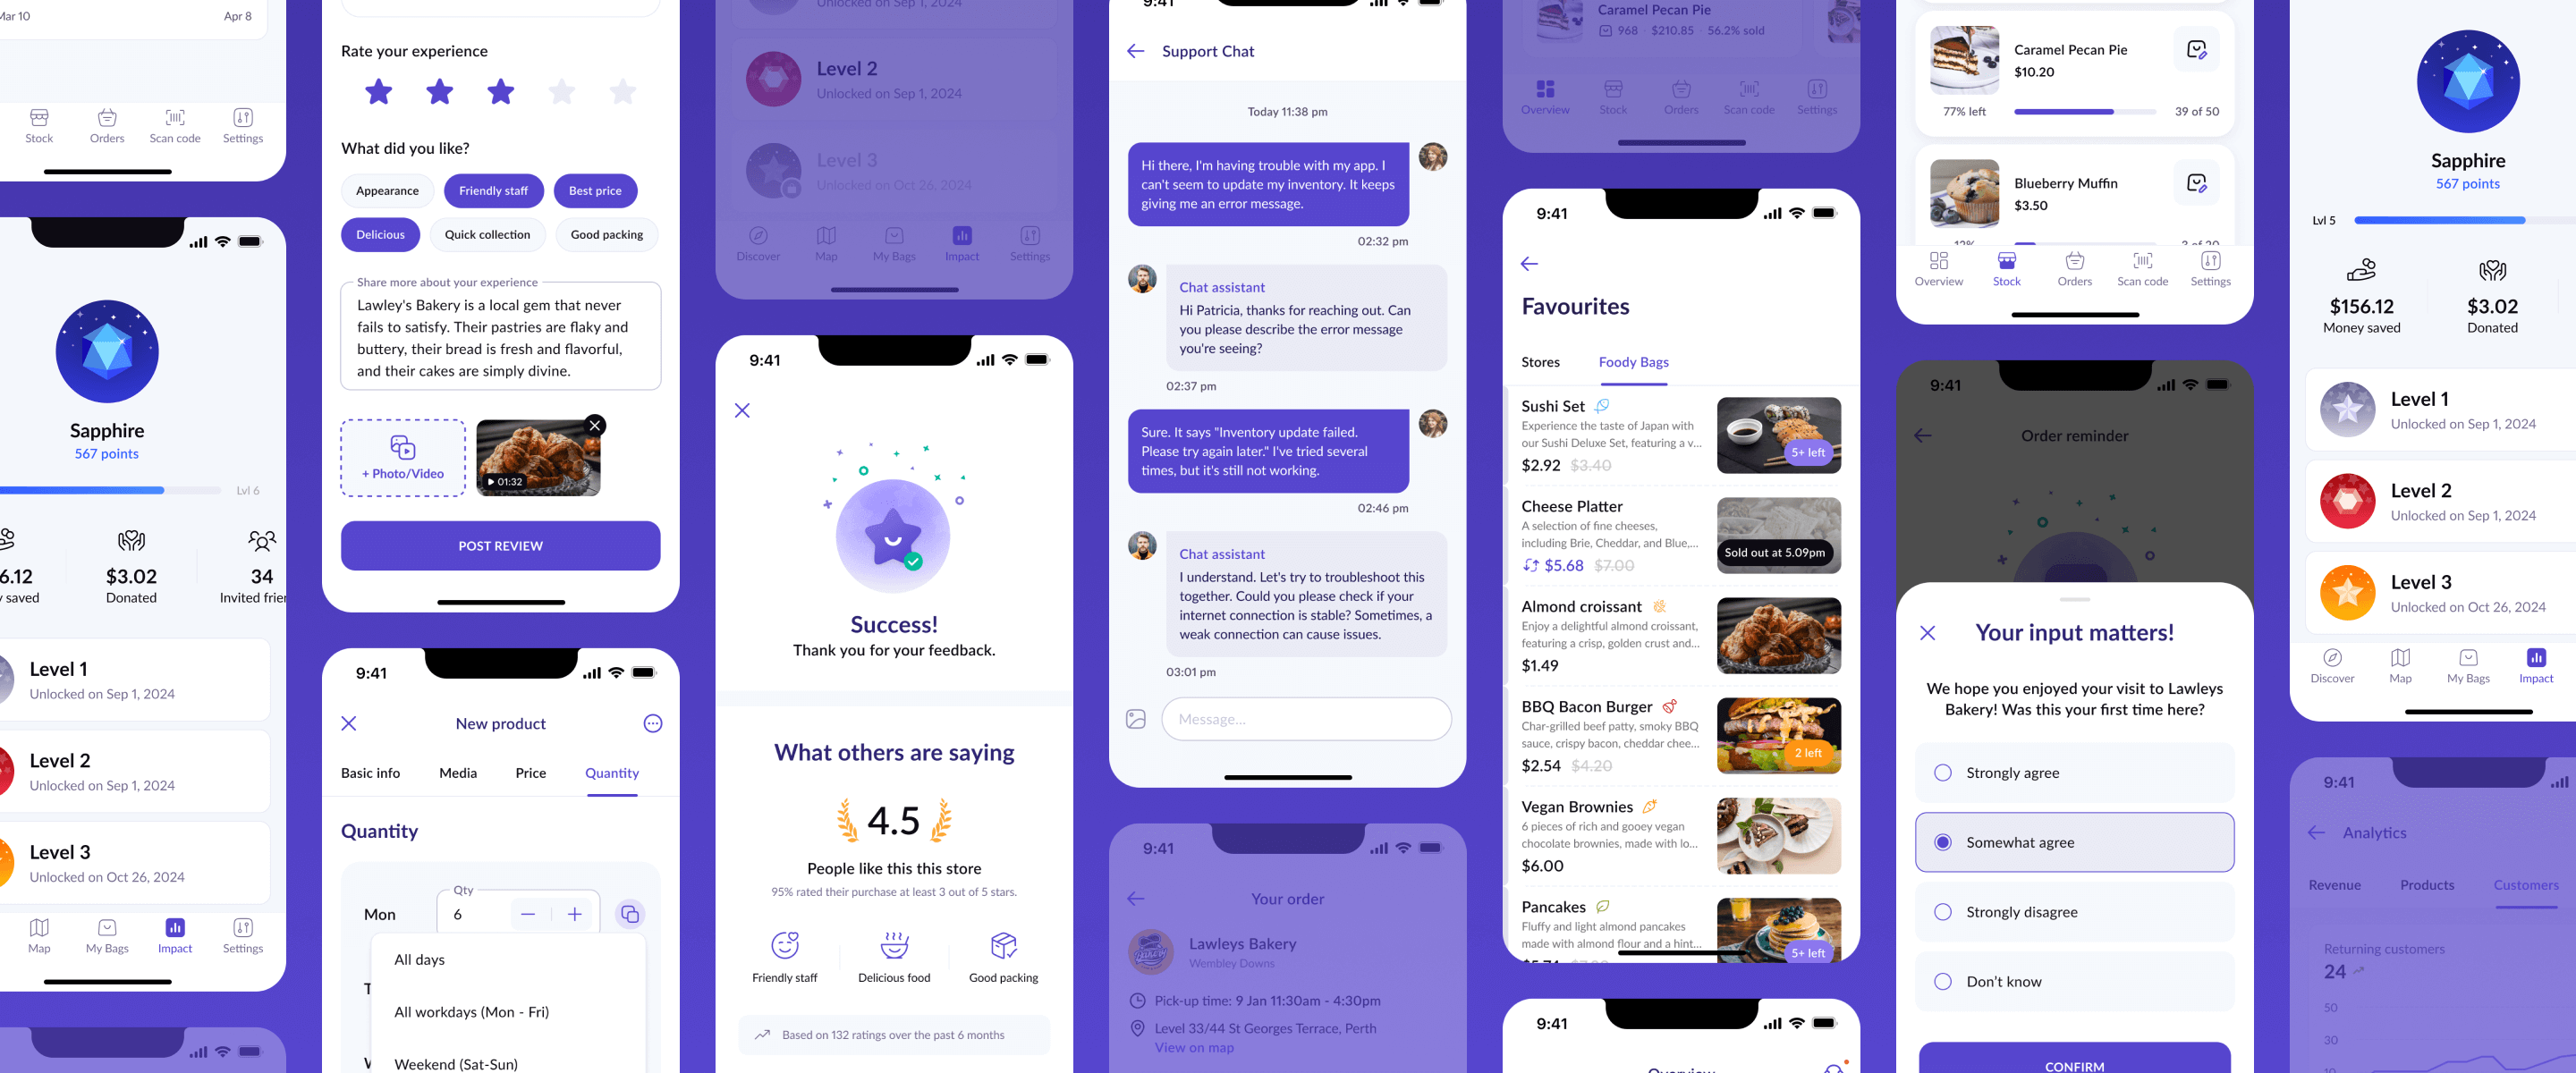 Mar 10
Apr 8
Stock
Orders
Scan code
Settings
Sapphire
567 points
Lvl 6
6.12
saved
$3.02
Donated
34
Invited
Level 1
Unlocked on Sep 1, 2024
Level 2
Unlocked on Sep 1, 2024
Level 3
Unlocked on Oct 26, 2024
Map
My Bags
Impact
Settings
Rate your experience
What did you like?
Appearance
Friendly staff
Best price
Delicious
Quick collection
Good packing
Share more about your experience
Lawley's Bakery is a local gem that never
fails to satisfy. Their pastries are flaky and
buttery, their bread is fresh and flavorful,
and their cakes are simply divine.
+ Photo/Video
01:32
POST REVIEW
9:41
New product
Basic info
Media
Price
Quantity
Quantity
Mon
Qty
6
T
All days
All workdays (Mon - Fri)
W
Weekend (Sat-Sun)
Unlocked on Sep 1, 2024
Level 2
Unlocked on Sep 1, 2024
Level 3
Unlocked on Oct 26, 2024
Discover
Map
My Bags
Impact
Settings
9:41
Success!
Thank you for your feedback.
What others are saying
4.5
People like this this store
95% rated their purchase at least 3 out of 5 stars.
Friendly staff
Delicious food
Good packing
Based on 132 ratings over the past 6 months
9:41
Support Chat
Today 11:38 pm
Hi there, I'm having trouble with my app. I
can't seem to update my inventory. It keeps
giving me an error message.
02:32 pm
Chat assistant
Hi Patricia, thanks for reaching out. Can
you please describe the error message
you're seeing?
02:37 pm
Sure. It says "Inventory update failed.
Please try again later." I've tried several
times, but it's still not working.
02:46 pm
Chat assistant
I understand. Let's try to troubleshoot this
together. Could you please check if your
internet connection is stable? Sometimes, a
weak connection can cause issues.
03:01 pm
Message...
9:41
Your order
Lawleys Bakery
Wembley Downs
Pick-up time: 9 Jan 11:30am - 4:30pm
Level 33/44 St Georges Terrace, Perth
View on map
Caramel Pecan Pie
968 · $210.85 · 56.2% sold
Overview
Stock
Orders
Scan code
Settings
9:41
Favourites
Stores
Foody Bags
Sushi Set
Experience the taste of Japan with
our Sushi Deluxe Set, featuring a v...
$2.92 $3.40
5+ left
Cheese Platter
A selection of fine cheeses,
including Brie, Cheddar, and Blue,...
$5.68 $7.00
Sold out at 5.09pm
Almond croissant
Enjoy a delightful almond croissant,
featuring a crisp, golden crust and...
$1.49
BBQ Bacon Burger
Char-grilled beef patty, smoky BBQ
sauce, crispy bacon, cheddar chee...
$2.54 $4.20
2 left
Vegan Brownies
6 pieces of rich and gooey vegan
chocolate brownies, made with lo...
$6.00
Pancakes
Fluffy and light almond pancakes
made with almond flour and a hint...
5+ left
9:41
Overview
Caramel Pecan Pie
$10.20
77% left
39 of 50
Blueberry Muffin
$3.50
12%
3 of 20
Overview
Stock
Orders
Scan code
Settings
9:41
Order reminder
Your input matters!
We hope you enjoyed your visit to Lawleys
Bakery! Was this your first time here?
Strongly agree
Somewhat agree
Strongly disagree
Don't know
CONFIRM
Sapphire
567 points
Lvl 5
$156.12
Money saved
$3.02
Donated
Level 1
Unlocked on Sep 1, 2024
Level 2
Unlocked on Sep 1, 2024
Level 3
Unlocked on Oct 26, 2024
Discover
Map
My Bags
Impact
9:41
Analytics
Revenue
Products
Customers
Returning customers
24
50
30
10